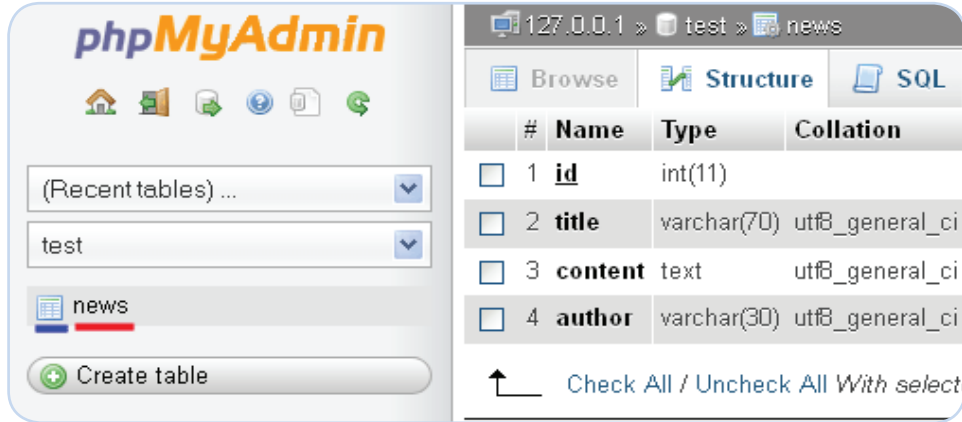 phpMyAdmin
(Recent tables) ...
test
news
Create table
127.0.0.1 » test » news
Browse Structure SQL
# Name Type Collation
1 id int(11)
2 title varchar(70) utf8_general_ci
3 content text utf8_general_ci
4 author varchar(30) utf8_general_ci
Check All / Uncheck All With select